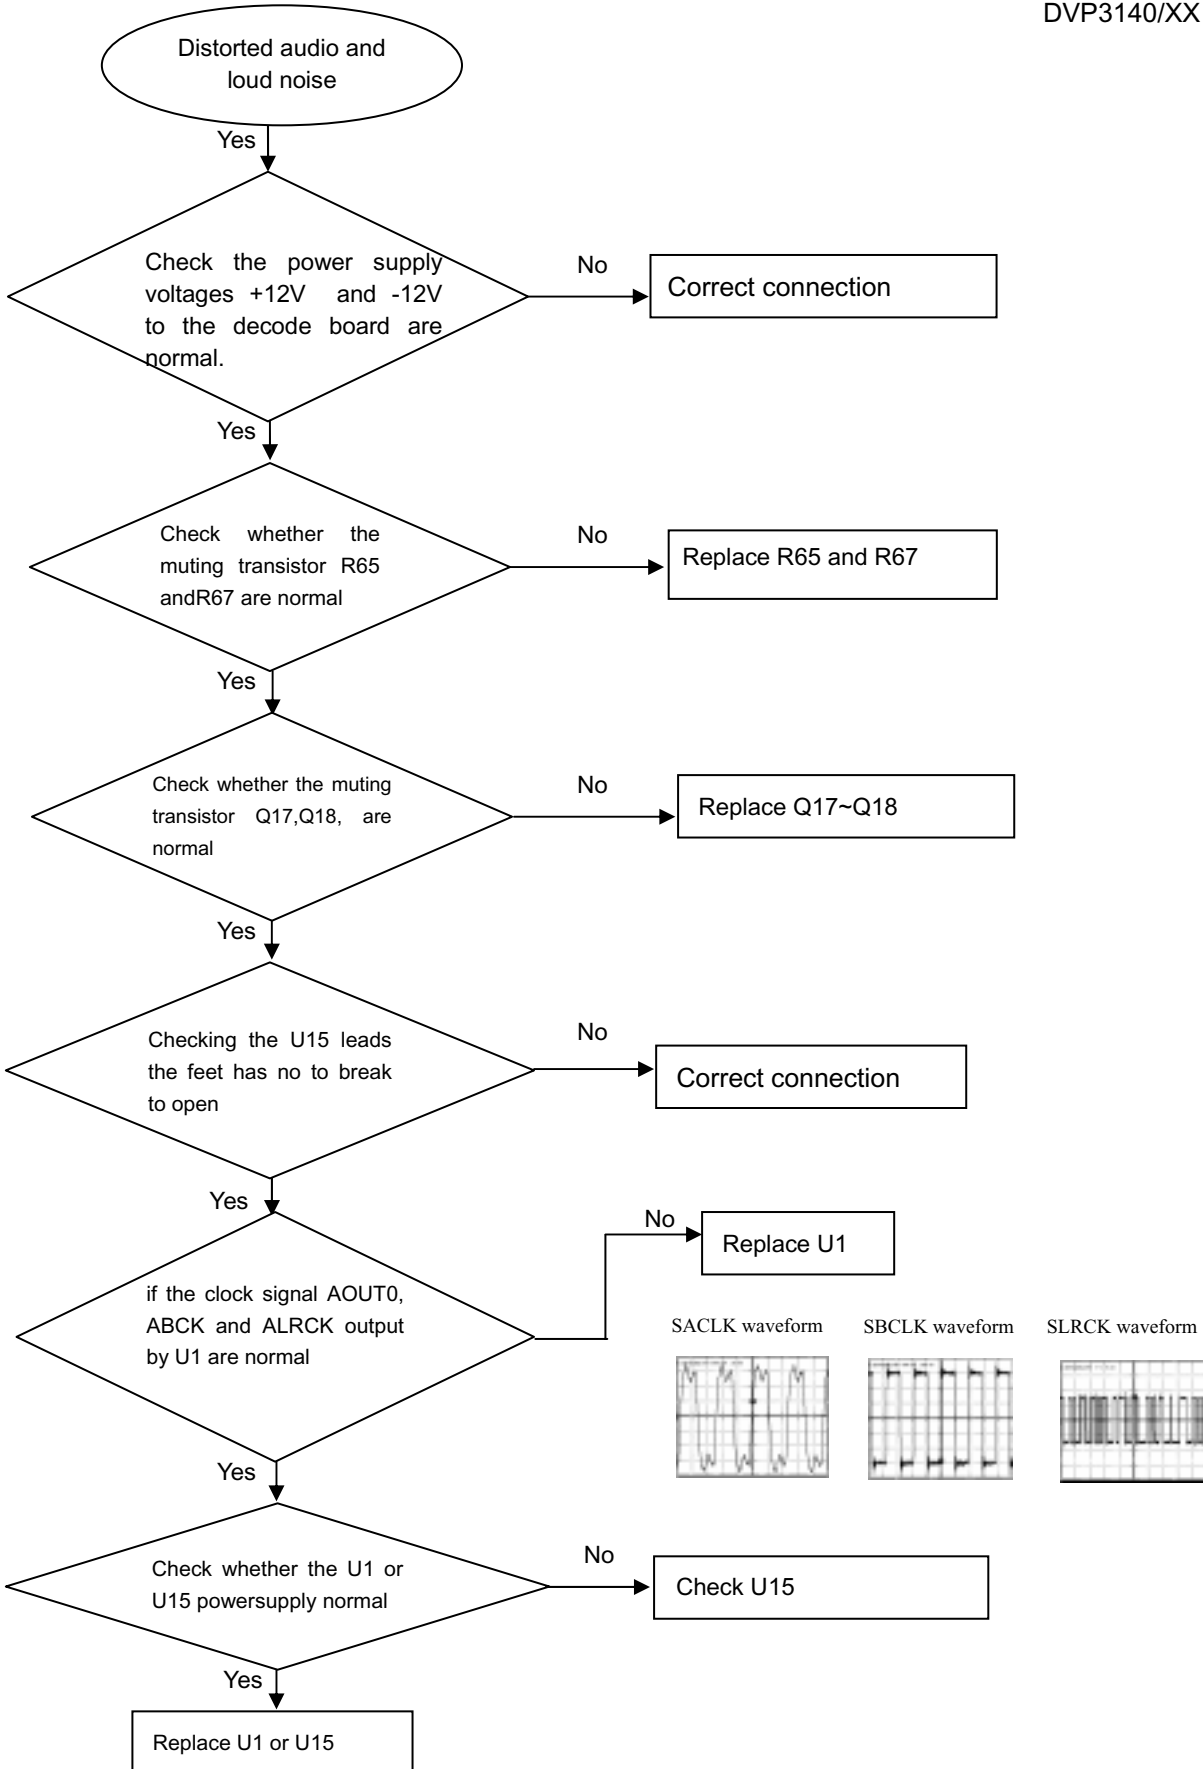 DVP3140/XX
Distorted audio and
loud noise
Yes
Check the power supply
voltages +12V and -12V
to the decode board are
normal.
No
Correct connection
Yes
Check whether the
muting transistor R65
andR67 are normal
No
Replace R65 and R67
Yes
Check whether the muting
transistor Q17,Q18, are
normal
No
Replace Q17~Q18
Yes
Checking the U15 leads
the feet has no to break
to open
No
Correct connection
Yes
if the clock signal AOUT0,
ABCK and ALRCK output
by U1 are normal
No
Replace U1
SACLK waveform
SBCLK waveform
SLRCK waveform
Yes
Check whether the U1 or
U15 powersupply normal
No
Check U15
Yes
Replace U1 or U15